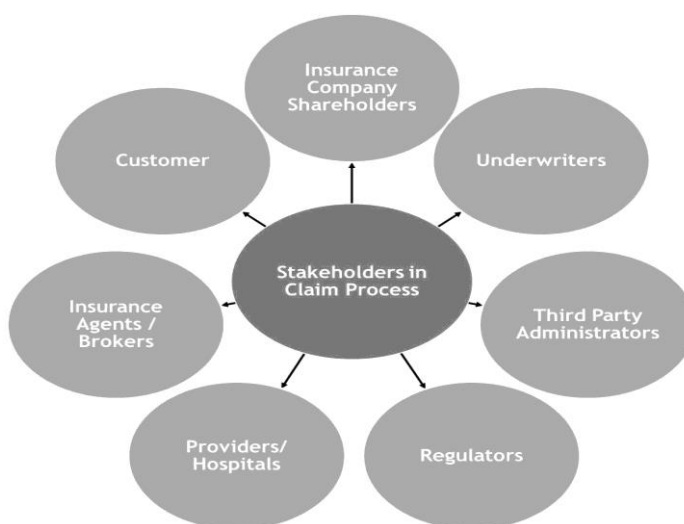 Insurance
Company
Shareholders
Customer
Underwriters
Stakeholders in
Claim Process
Insurance
Agents /
Brokers
Third Party
Administrators
Providers/
Hospitals
Regulators